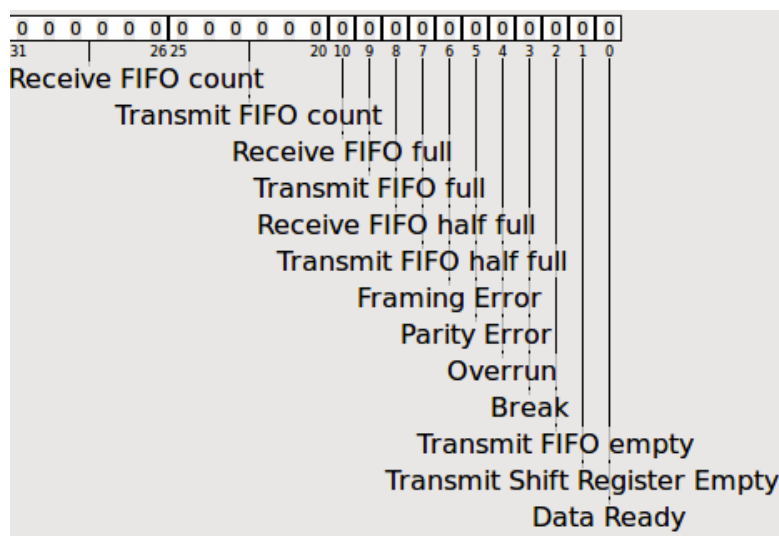 0 0 0 0 0 0 0 0 0 0 0 0 0 0 0 0 0 0 0 0 0 0 0
31 26 25 20 10 9 8 7 6 5 4 3 2 1 0
Receive FIFO count
Transmit FIFO count
Receive FIFO full
Transmit FIFO full
Receive FIFO half full
Transmit FIFO half full
Framing Error
Parity Error
Overrun
Break
Transmit FIFO empty
Transmit Shift Register Empty
Data Ready